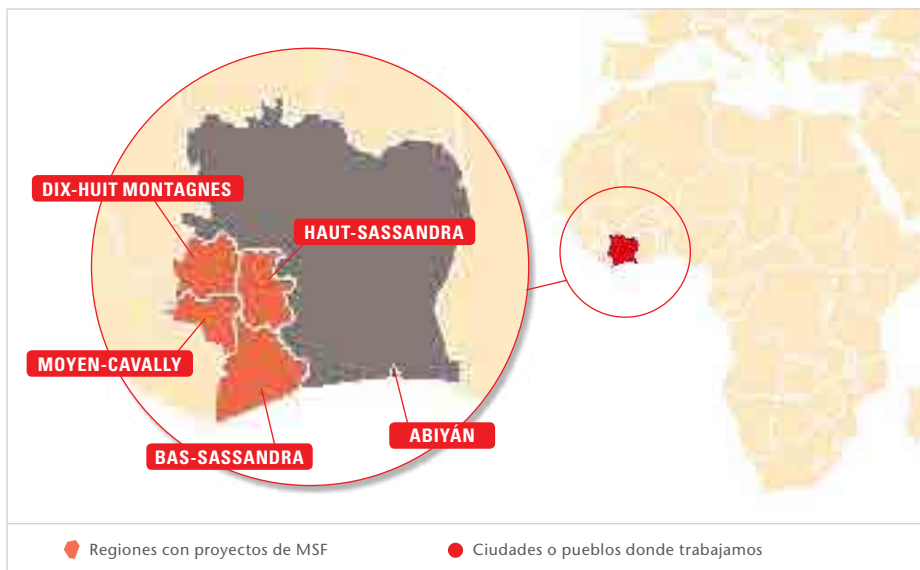 DIX-HUIT MONTAGNES
HAUT-SASSANDRA
MOYEN-CAVALLY
ABIYÁN
BAS-SASSANDRA
Regiones con proyectos de MSF
Ciudades o pueblos donde trabajamos